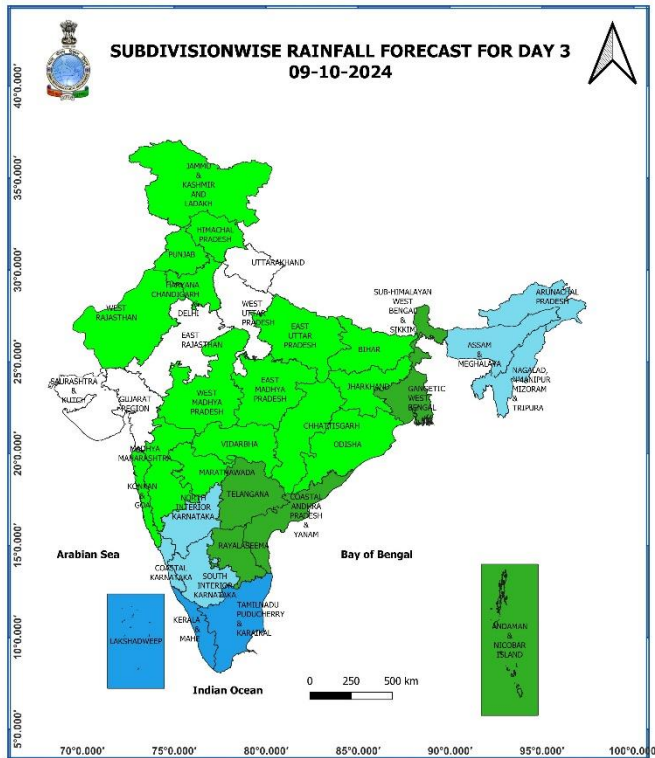 SUBDIVISIONWISE RAINFALL FORECAST FOR DAY 3
09-10-2024
40°0.000'
35°0.000'
30°0.000'
25°0.000'
20°0.000'
15°0.000'
10°0.000'
5°0.000'
JAMMU
&
KASHMIR
AND
LADAKH
HIMACHAL
PRADESH
PUNJAB
UTTARAKHAND
HARYANA
CHANDIGARH
&
DELHI
WEST
RAJASTHAN
WEST
UTTAR
PRADESH
EAST
RAJASTHAN
EAST
UTTAR
PRADESH
SUB-HIMALAYAN
WEST
BENGAL
&
SIKKIM
ARUNACHAL
PRADESH
ASSAM
&
MEGHALAYA
NAGALAD,
MANIPUR
MIZORAM
&
TRIPURA
BIHAR
SAURASHTRA
&
KUTCH
GUJARAT
REGION
WEST
MADHYA
PRADESH
EAST
MADHYA
PRADESH
JHARKHAND
GANGETIC
WEST
BENGAL
CHHATTISGARH
ODISHA
VIDARBHA
MADHYA
MAHARASHTRA
MARATHAWADA
KONKAN
&
GOA
TELANGANA
COASTAL
ANDHRA
PRADESH
&
YANAM
NORTH
INTERIOR
KARNATAKA
RAYALASEEMA
Arabian Sea
Bay of Bengal
COASTAL
KARNATAKA
SOUTH
INTERIOR
KARNATAKA
TAMILNADU
PUDUCHERRY
&
KARAIKAL
KERALA
&
MAHE
LAKSHADWEEP
ANDAMAN
&
NICOBAR
ISLAND
Indian Ocean
0 250 500 km
70°0.000' 75°0.000' 80°0.000' 85°0.000' 90°0.000' 95°0.000' 100°0.000'